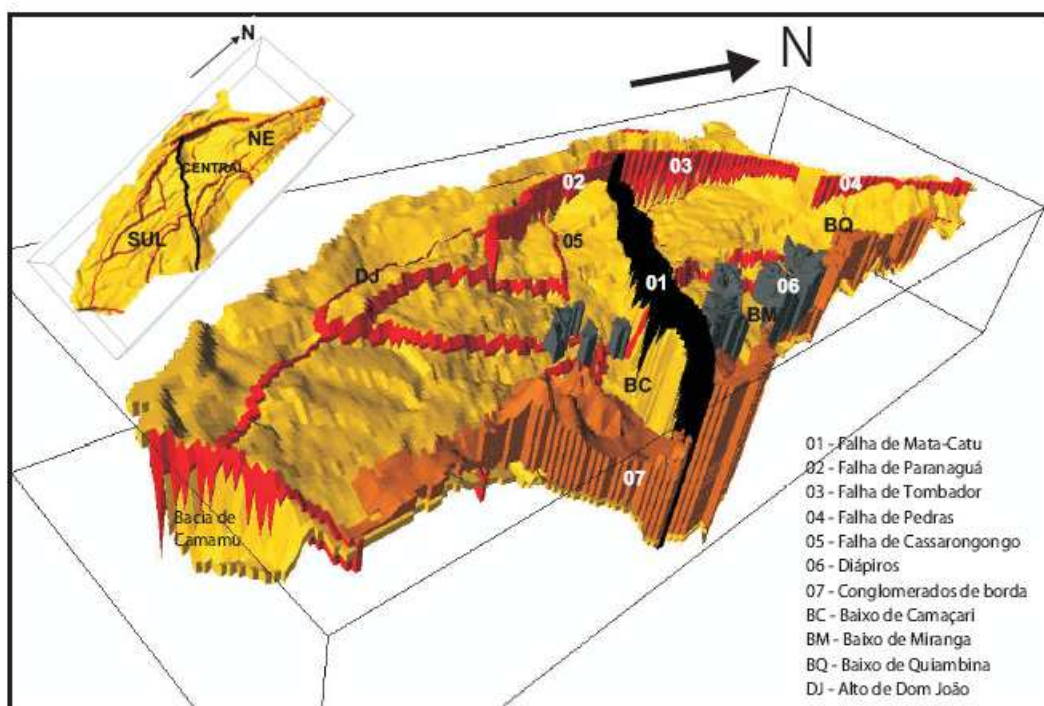 N
N
NE
CENTRAL
SUL
02
03
04
BQ
05
DJ
01
06
BM
BC
07
Bacia de
Camamu
01 - Falha de Mata-Catu
02 - Falha de Paranaguá
03 - Falha de Tombador
04 - Falha de Pedras
05 - Falha de Cassarongongo
06 - Diápiros
07 - Conglomerados de borda
BC - Baixo de Camaçari
BM - Baixo de Miranga
BQ - Baixo de Quiambina
DJ - Alto de Dom João